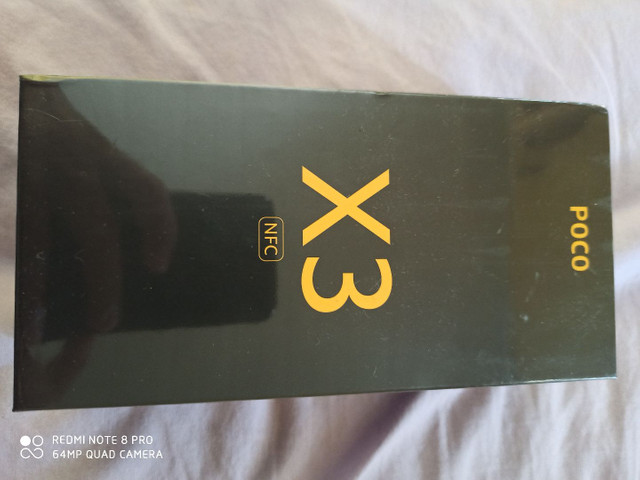 POCO
X3
NFC
REDMI NOTE 8 PRO
64MP QUAD CAMERA